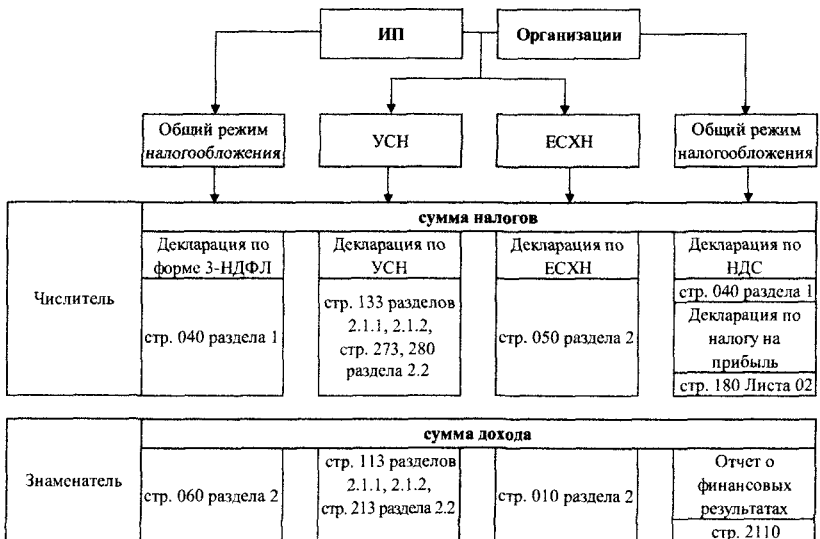 ИП
Организации
Общий режим
налогообложения
УСН
ЕСХН
Общий режим
налогообложения
сумма налогов
Числитель
Декларация по
форме 3-НДФЛ
стр. 040 раздела 1
Декларация по
УСН
стр. 133 разделов
2.1.1, 2.1.2,
стр. 273, 280
раздела 2.2
Декларация по
ЕСХН
стр. 050 раздела 2
Декларация по
НДС
стр. 040 раздела 1
Декларация по
налогу на
прибыль
стр. 180 Листа 02
сумма дохода
Знаменатель
стр. 060 раздела 2
стр. 113 разделов
2.1.1, 2.1.2,
стр. 213 раздела 2.2
стр. 010 раздела 2
Отчет о
финансовых
результатах
стр. 2110